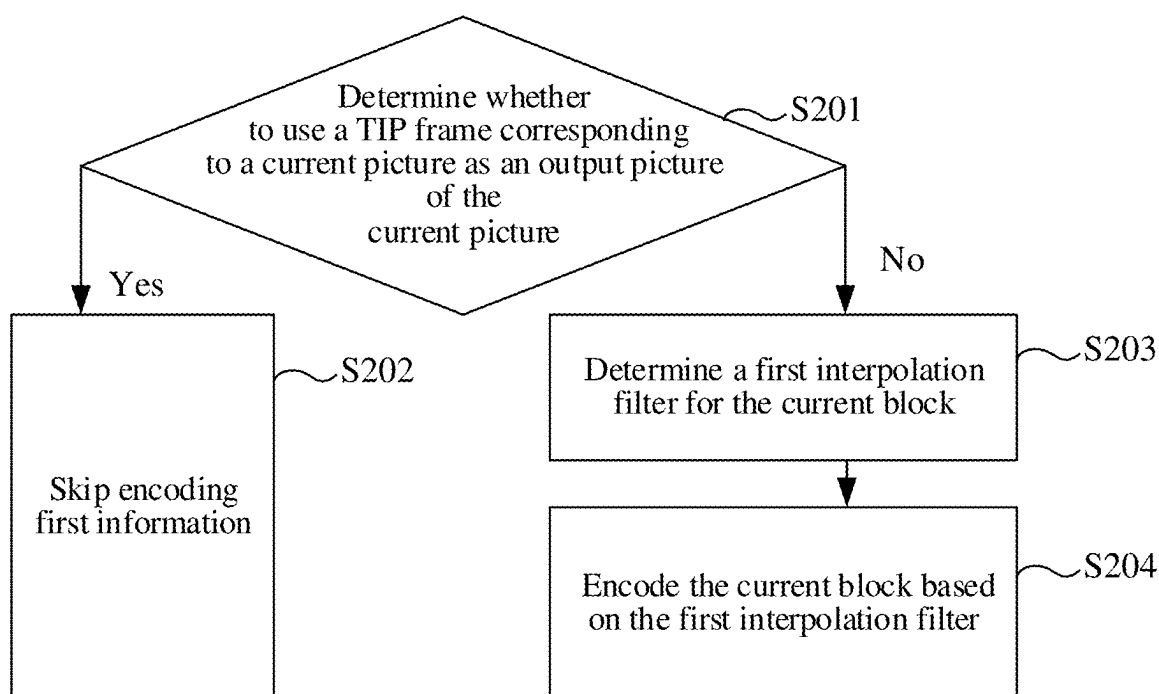 Determine whether
to use a TIP frame corresponding
to a current picture as an output picture
of the
current picture
S201
Yes
No
Skip encoding
first information
S202
Determine a first interpolation
filter for the current block
S203
Encode the current block based
on the first interpolation filter
S204